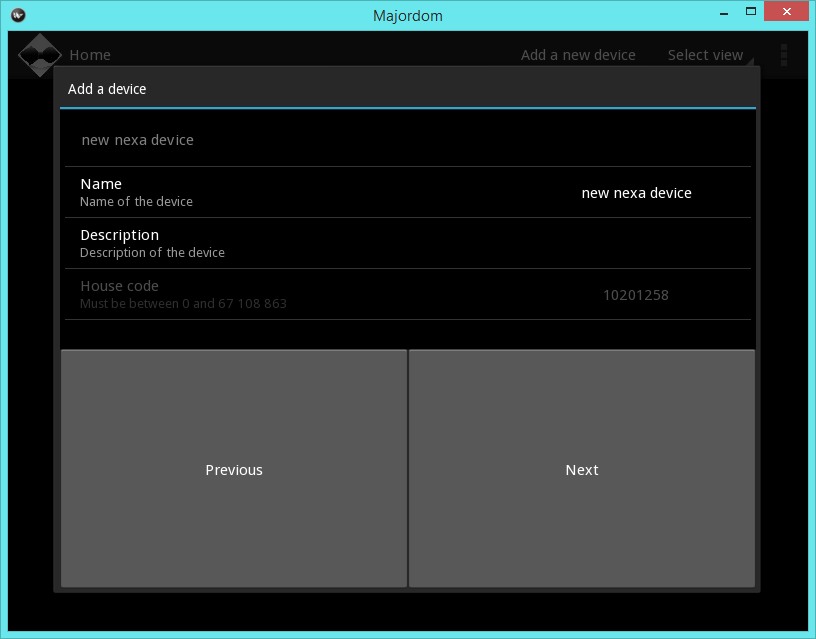 Majordom
Home Add a new device Select view
Add a device
new nexa device
Name
Name of the device
new nexa device
Description
Description of the device
House code
Must be between 0 and 67 108 863
10201258
Previous Next